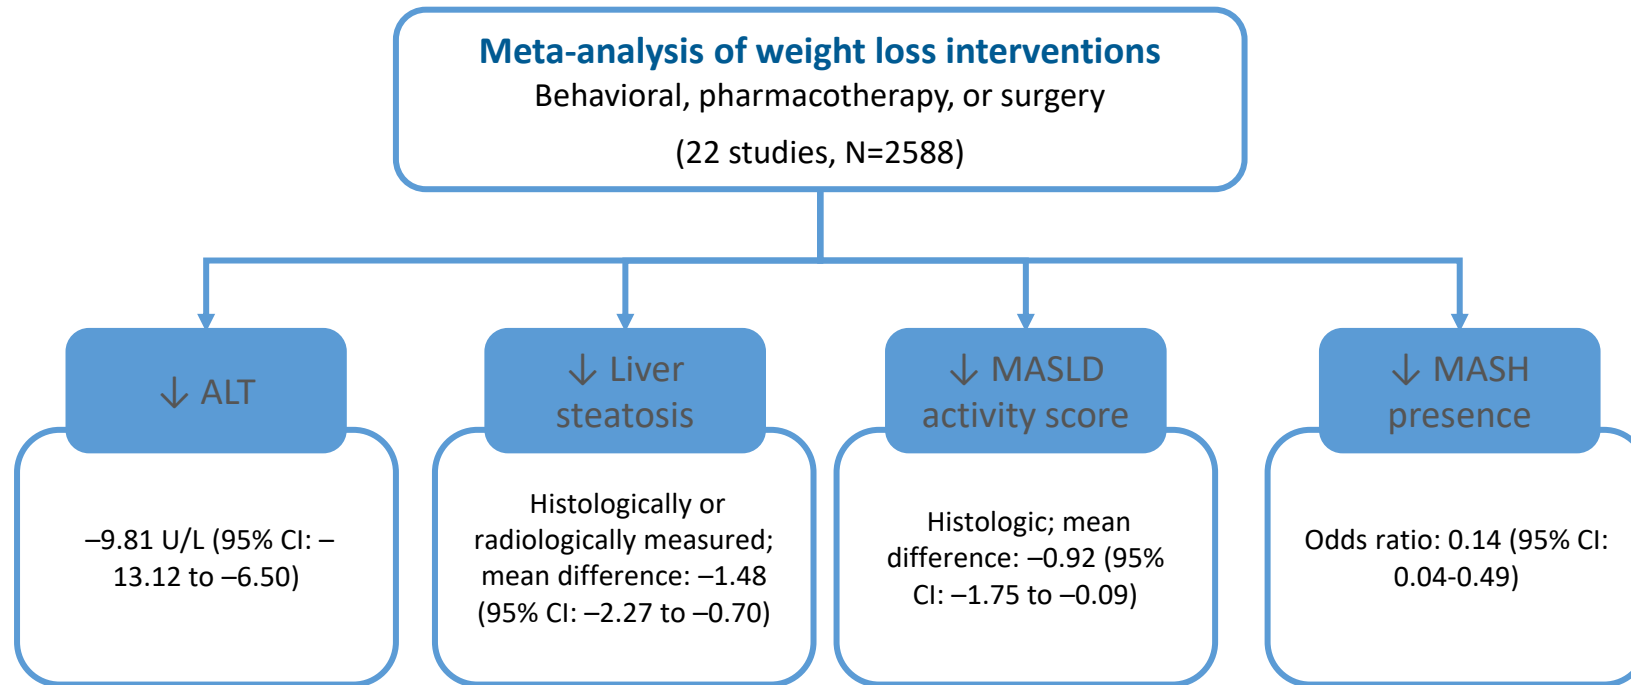 Meta-analysis of weight loss interventions
Behavioral, pharmacotherapy, or surgery
(22 studies, N=2588)
↓ ALT
–9.81 U/L (95% CI: –
13.12 to –6.50)
↓ Liver
steatosis
Histologically or
radiologically measured;
mean difference: –1.48
(95% CI: –2.27 to –0.70)
↓ MASLD
activity score
Histologic; mean
difference: –0.92 (95%
CI: –1.75 to –0.09)
↓ MASH
presence
Odds ratio: 0.14 (95% CI:
0.04-0.49)